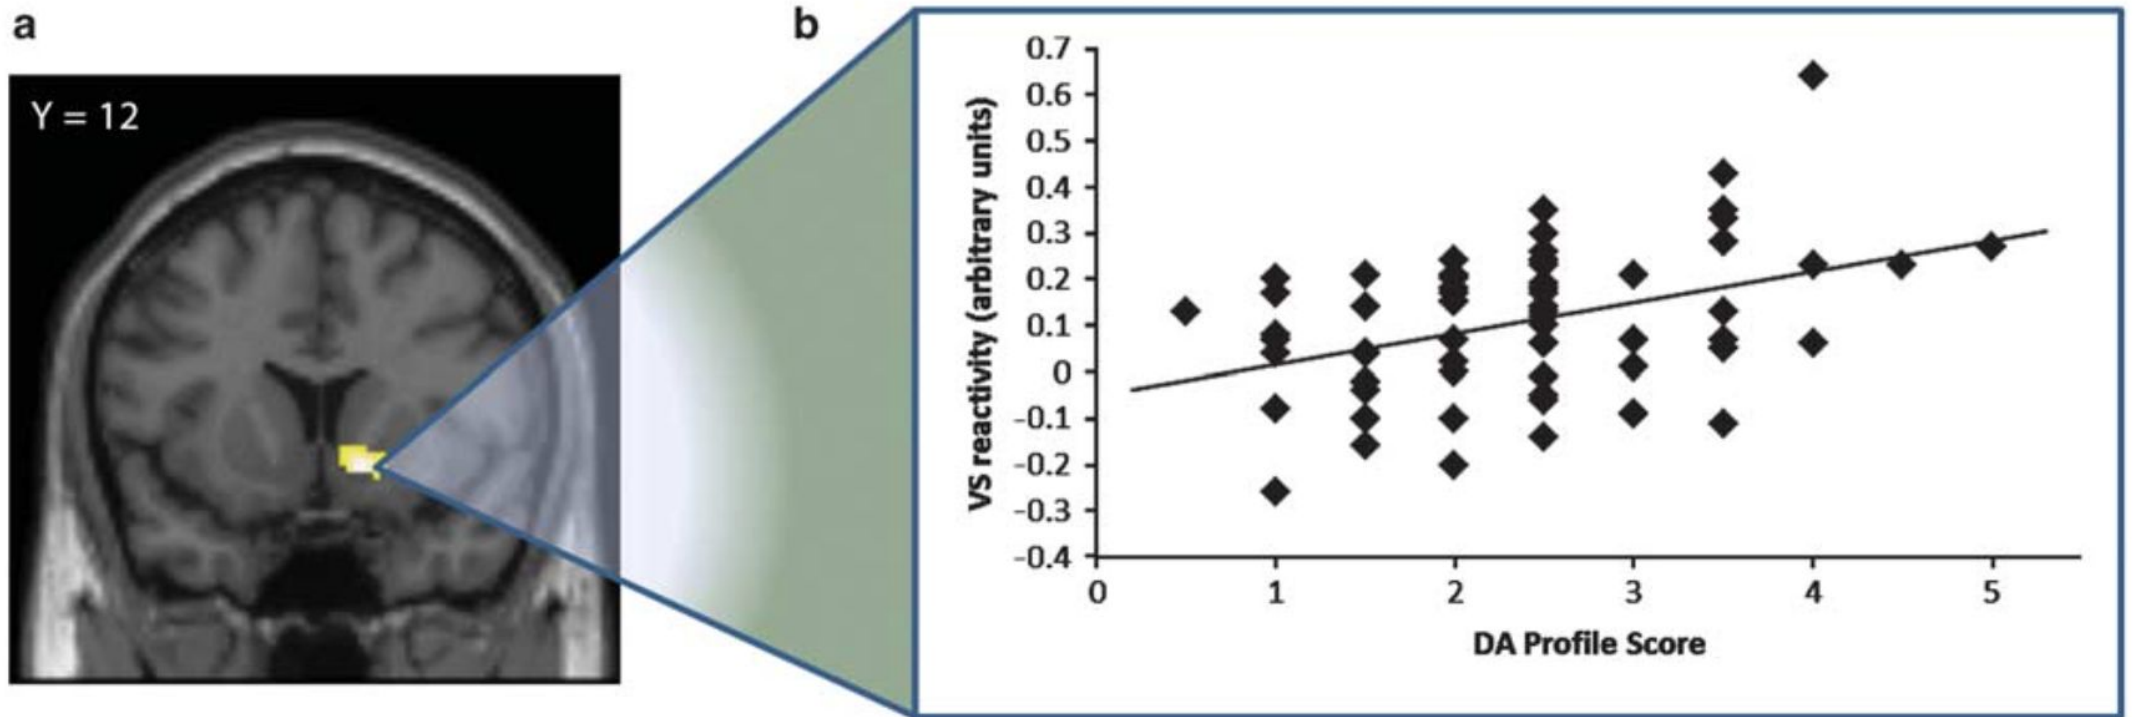 a
b
Y = 12
VS reactivity (arbitrary units)
0.7
0.6
0.5
0.4
0.3
0.2
0.1
0
-0.1
-0.2
-0.3
-0.4
0 1 2 3 4 5
DA Profile Score